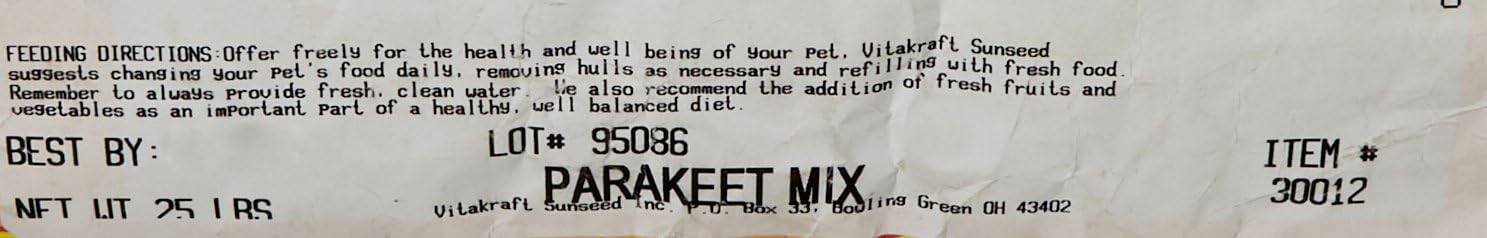 FEEDING DIRECTIONS:Offer freely for the health and well being of your pet. Vitakraft Sunseed
suggests changing your pet's food daily, removing hulls as necessary and refilling with fresh food.
Remember to always provide fresh, clean water. We also recommend the addition of fresh fruits and
vegetables as an important part of a healthy, well balanced diet.
BEST BY:
LOT# 95086
ITEM #
30012
PARAKEET MIX
NET WT 25 LBS
Vitakraft Sunseed Inc. P.O. Box 33, Bowling Green OH 43402